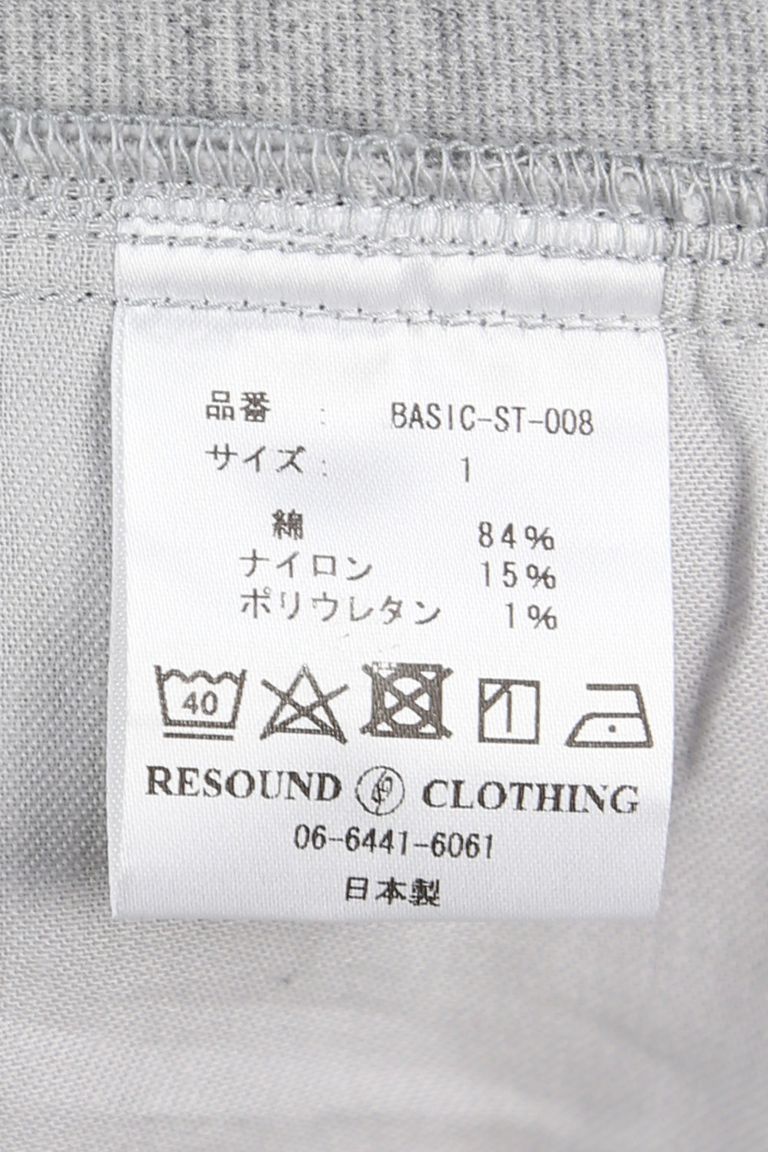 品番 : BASIC-ST-008
サイズ : 1
綿 84%
ナイロン 15%
ポリウレタン 1%
40
RESOUND CLOTHING
06-6441-6061
日本製